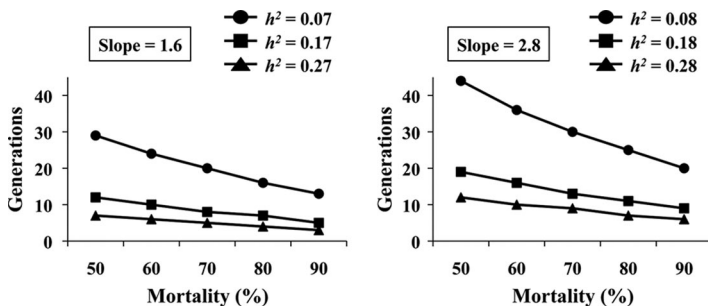 Slope = 1.6
h² = 0.07
h² = 0.17
h² = 0.27
Generations
40
30
20
10
0
50 60 70 80 90
Mortality (%)
Slope = 2.8
h² = 0.08
h² = 0.18
h² = 0.28
Generations
40
30
20
10
0
50 60 70 80 90
Mortality (%)